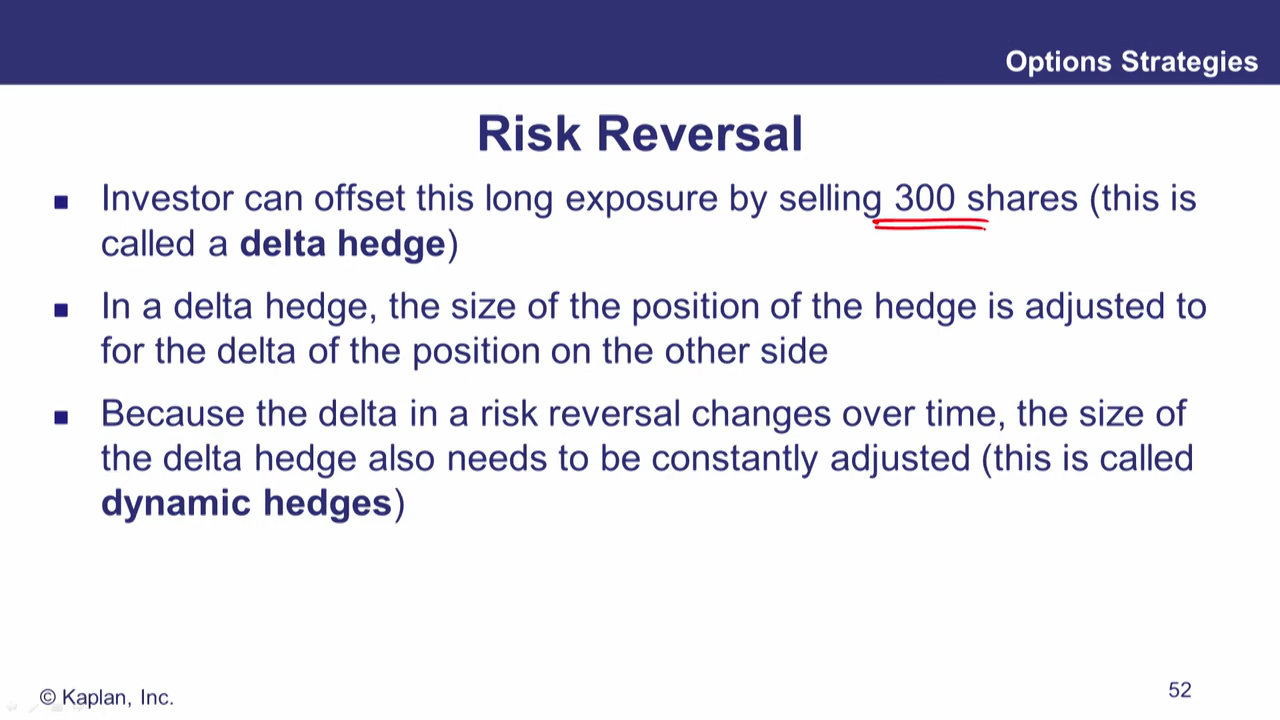 Options Strategies
Risk Reversal
Investor can offset this long exposure by selling 300 shares (this is
called a delta hedge)
In a delta hedge, the size of the position of the hedge is adjusted to
for the delta of the position on the other side
Because the delta in a risk reversal changes over time, the size of
the delta hedge also needs to be constantly adjusted (this is called
dynamic hedges)
© Kaplan, Inc.
52